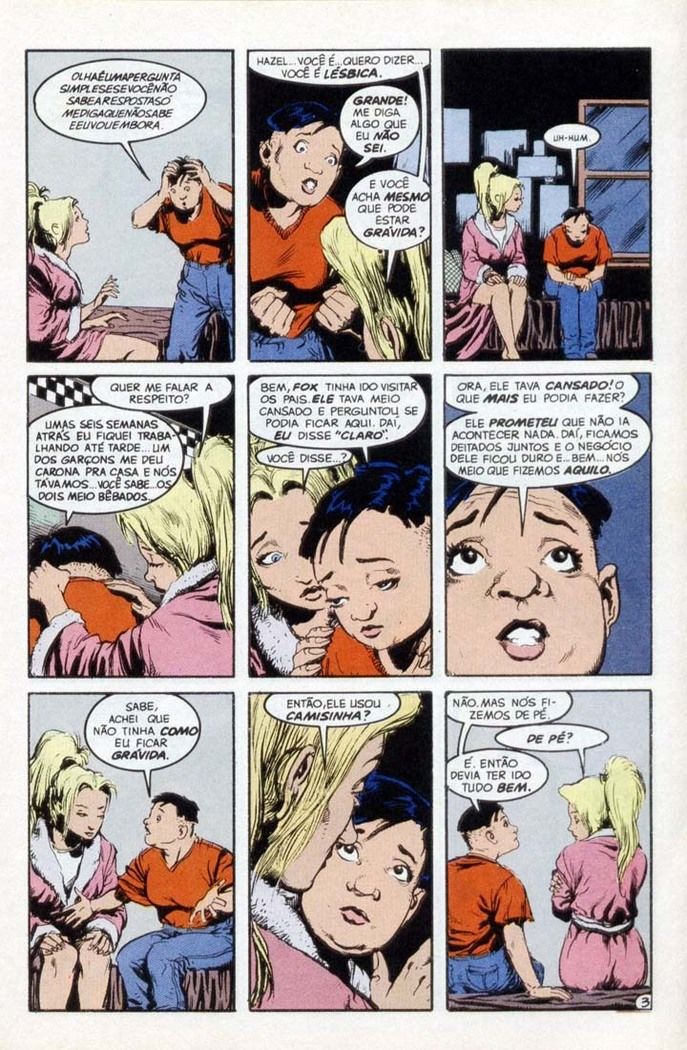 OLHAÉUMAPERGUNTA
SIMPLESESEVOCÊNÃO
SABEARESPOSTASÓ
MEDIGAQUENÃOSABE
EEUVOUEMBORA.
HAZEL...VOCÊ É...QUERO DIZER...
VOCÊ É LÉSBICA.
GRANDE!
ME DIGA
ALGO QUE
EU NÃO
SEI.
E VOCÊ
ACHA MESMO
QUE PODE
ESTAR
GRÁVIDA?
UH-HUM.
QUER ME FALAR A
RESPEITO?
UMAS SEIS SEMANAS
ATRÁS EU FIQUEI TRABA-
LHANDO ATÉ TARDE...UM
DOS GARÇONS ME DEU
CARONA PRA CASA E NÓS
TÁVAMOS...VOCÊ SABE...OS
DOIS MEIO BÊBADOS.
BEM, FOX TINHA IDO VISITAR
OS PAIS. ELE TAVA MEIO
CANSADO E PERGUNTOU SE
PODIA FICAR AQUI. DAÍ,
EU DISSE "CLARO".
VOCÊ DISSE...?
ORA, ELE TAVA CANSADO! O
QUE MAIS EU PODIA FAZER?
ELE PROMETEU QUE NÃO IA
ACONTECER NADA. DAÍ, FICAMOS
DEITADOS JUNTOS E O NEGÓCIO
DELE FICOU DURO E...BEM...NÓS
MEIO QUE FIZEMOS AQUILO.
SABE,
ACHEI QUE
NÃO TINHA COMO
EU FICAR
GRÁVIDA.
ENTÃO, ELE USOU
CAMISINHA?
NÃO. MAS NÓS FI-
ZEMOS DE PÉ.
DE PÉ?
É. ENTÃO
DEVIA TER IDO
TUDO BEM.
3